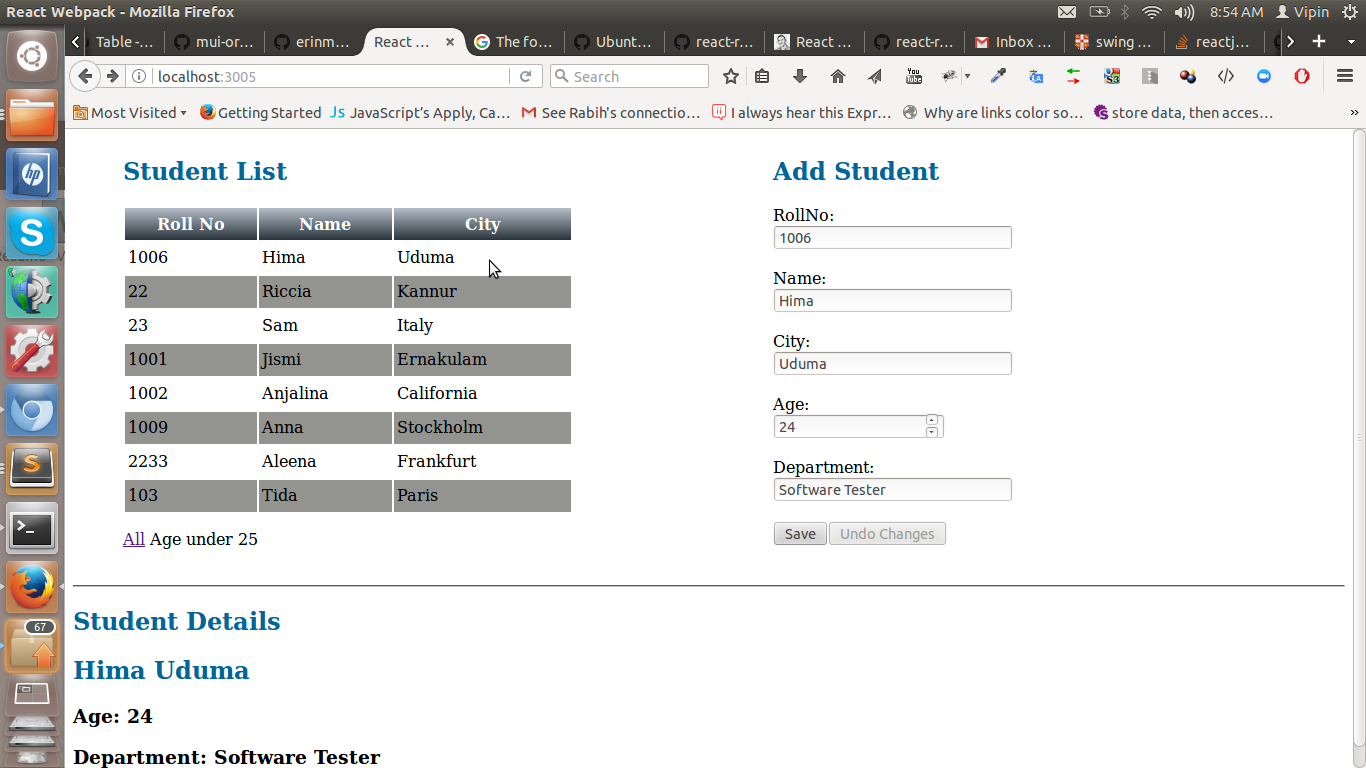 React Webpack - Mozilla Firefox
8:54 AM
Vipin
Table -...
mui-or...
erinm...
React ...
The fo...
Ubunt...
react-r...
React ...
react-r...
Inbox ...
swing ...
reactj...
localhost:3005
Search
You
Tube
Most Visited
Getting Started
Js JavaScript's Apply, Ca...
See Rabih's connectio...
I always hear this Expr...
Why are links color so...
store data, then acces...
Student List
Roll No Name City
1006 Hima Uduma
22 Riccia Kannur
23 Sam Italy
1001 Jismi Ernakulam
1002 Anjalina California
1009 Anna Stockholm
2233 Aleena Frankfurt
103 Tida Paris
All Age under 25
Add Student
RollNo:
1006
Name:
Hima
City:
Uduma
Age:
24
Department:
Software Tester
Save Undo Changes
Student Details
Hima Uduma
Age: 24
Department: Software Tester
hp
S
S
>_
67